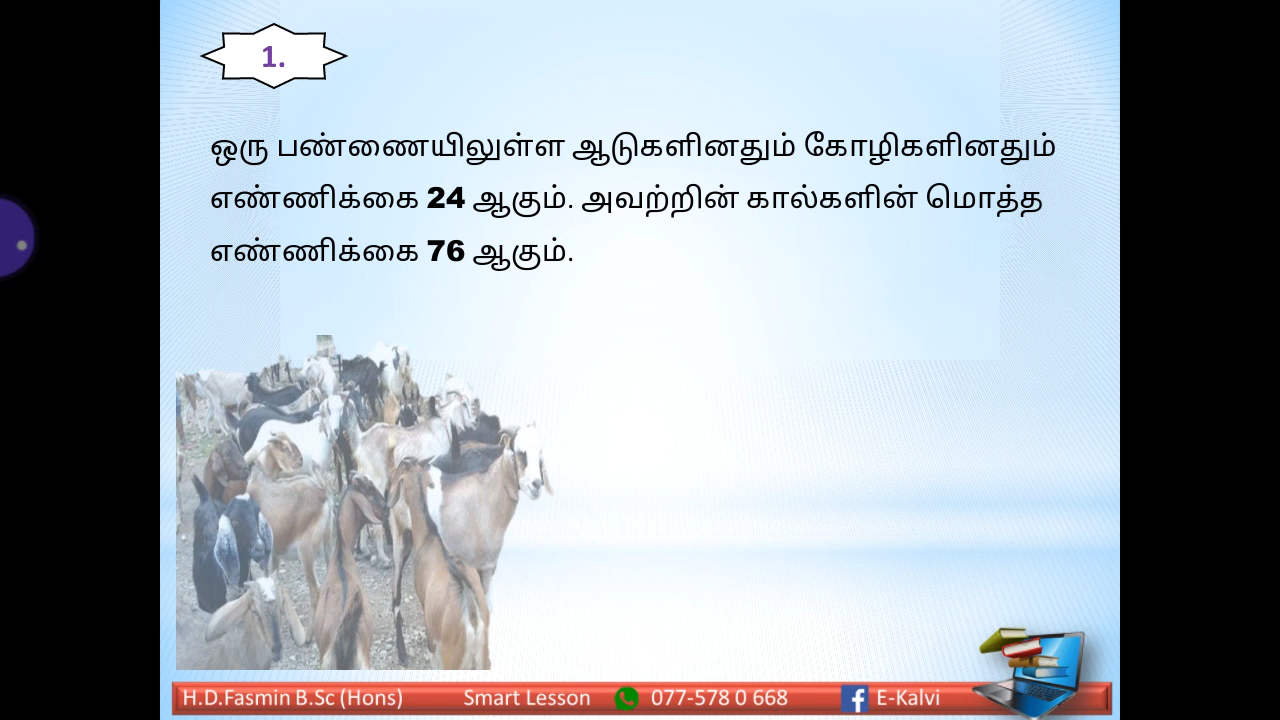 1.
ஒரு பண்ணையிலுள்ள ஆடுகளினதும் கோழிகளினதும்
எண்ணிக்கை 24 ஆகும். அவற்றின் கால்களின் மொத்த
எண்ணிக்கை 76 ஆகும்.
H.D.Fasmin B.Sc (Hons) Smart Lesson 077-578 0 668 E-Kalvi